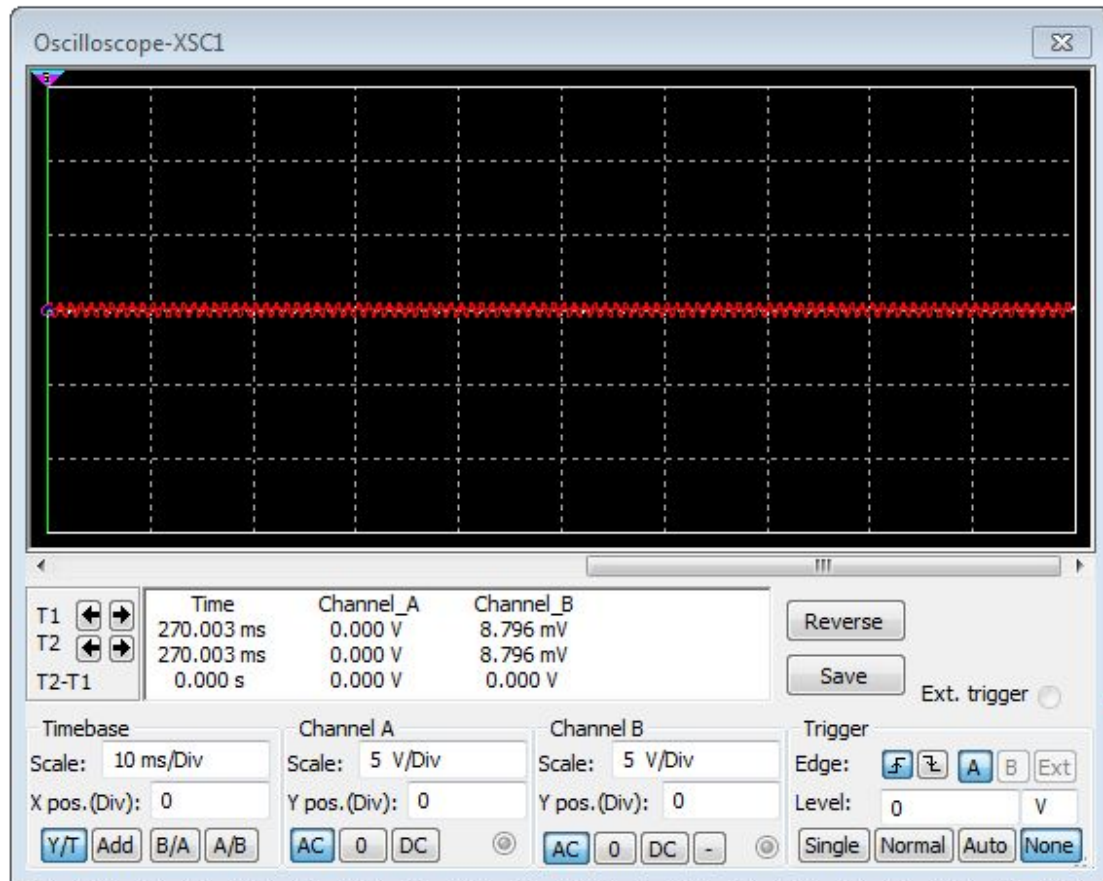 Oscilloscope-XSC1
T1
T2
T2-T1
Time Channel_A Channel_B
270.003 ms 0.000 V 8.796 mV
270.003 ms 0.000 V 8.796 mV
0.000 s 0.000 V 0.000 V
Reverse
Save
Ext. trigger
Timebase
Scale: 10 ms/Div
X pos.(Div): 0
Y/T Add B/A A/B
Channel A
Scale: 5 V/Div
Y pos.(Div): 0
AC 0 DC
Channel B
Scale: 5 V/Div
Y pos.(Div): 0
AC 0 DC -
Trigger
Edge: A B Ext
Level: 0 V
Single Normal Auto None